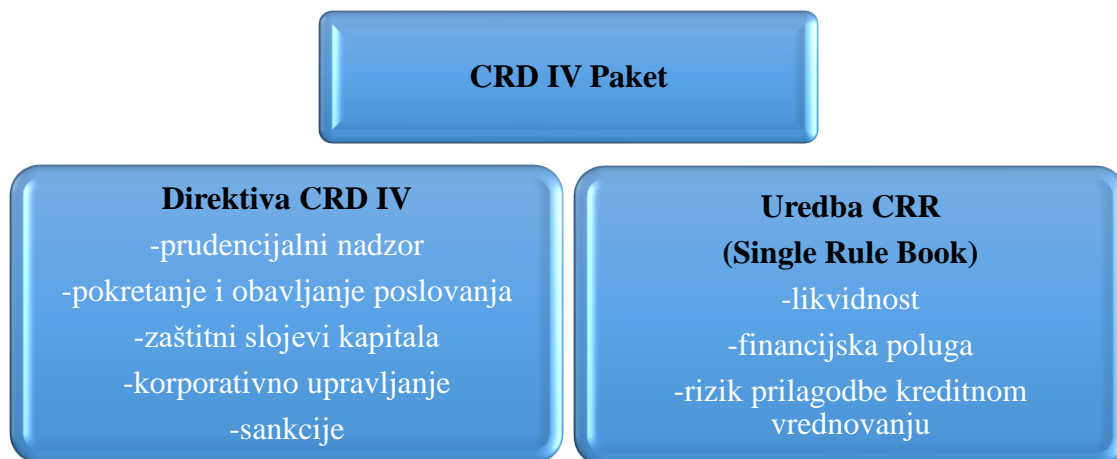 CRD IV Paket
Direktiva CRD IV
-prudencijalni nadzor
-pokretanje i obavljanje poslovanja
-zaštitni slojevi kapitala
-korporativno upravljanje
-sankcije
Uredba CRR
(Single Rule Book)
-likvidnost
-financijska poluga
-rizik prilagodbe kreditnom
vrednovanju